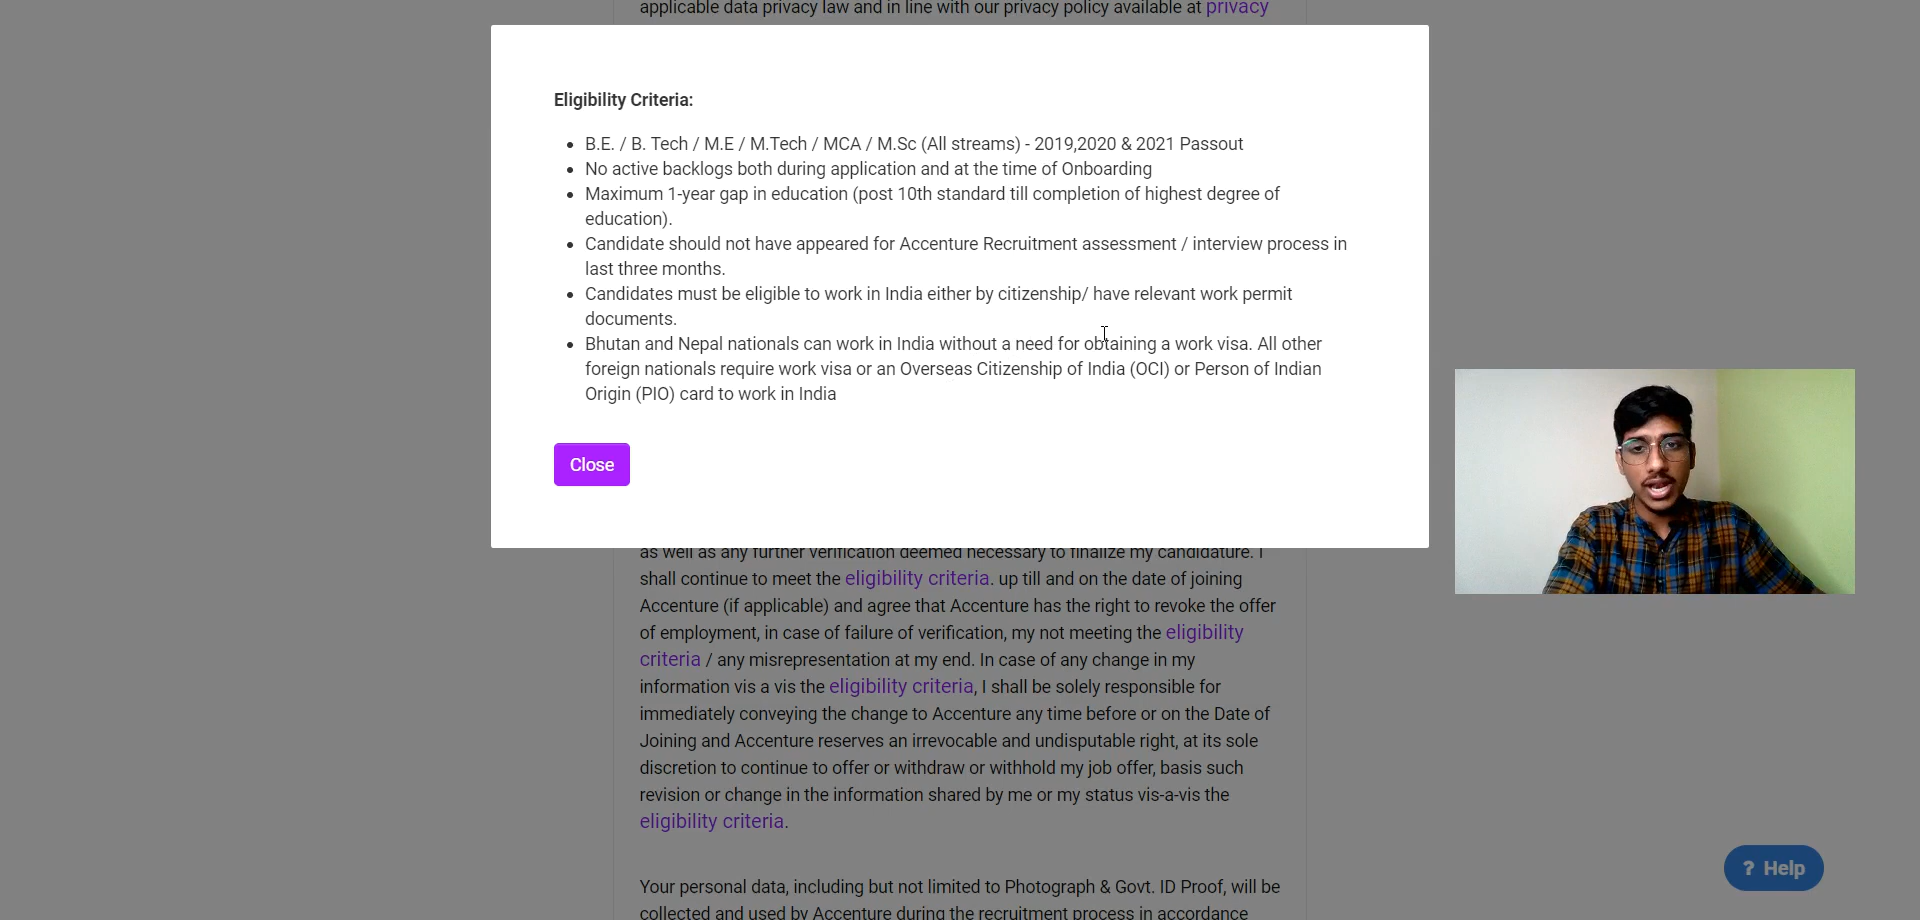 applicable data privacy law and in line with our privacy policy available at privacy
Eligibility Criteria:
• B.E. / B. Tech / M.E / M.Tech / MCA / M.Sc (All streams) - 2019,2020 & 2021 Passout
• No active backlogs both during application and at the time of Onboarding
• Maximum 1-year gap in education (post 10th standard till completion of highest degree of
education).
• Candidate should not have appeared for Accenture Recruitment assessment / interview process in
last three months.
• Candidates must be eligible to work in India either by citizenship/ have relevant work permit
documents.
• Bhutan and Nepal nationals can work in India without a need for obtaining a work visa. All other
foreign nationals require work visa or an Overseas Citizenship of India (OCI) or Person of Indian
Origin (PIO) card to work in India
Close
as well as any further verification deemed necessary to finalize my candidature. I
shall continue to meet the eligibility criteria. up till and on the date of joining
Accenture (if applicable) and agree that Accenture has the right to revoke the offer
of employment, in case of failure of verification, my not meeting the eligibility
criteria / any misrepresentation at my end. In case of any change in my
information vis a vis the eligibility criteria, I shall be solely responsible for
immediately conveying the change to Accenture any time before or on the Date of
Joining and Accenture reserves an irrevocable and undisputable right, at its sole
discretion to continue to offer or withdraw or withhold my job offer, basis such
revision or change in the information shared by me or my status vis-a-vis the
eligibility criteria.
? Help
Your personal data, including but not limited to Photograph & Govt. ID Proof, will be
collected and used by Accenture during the recruitment process in accordance